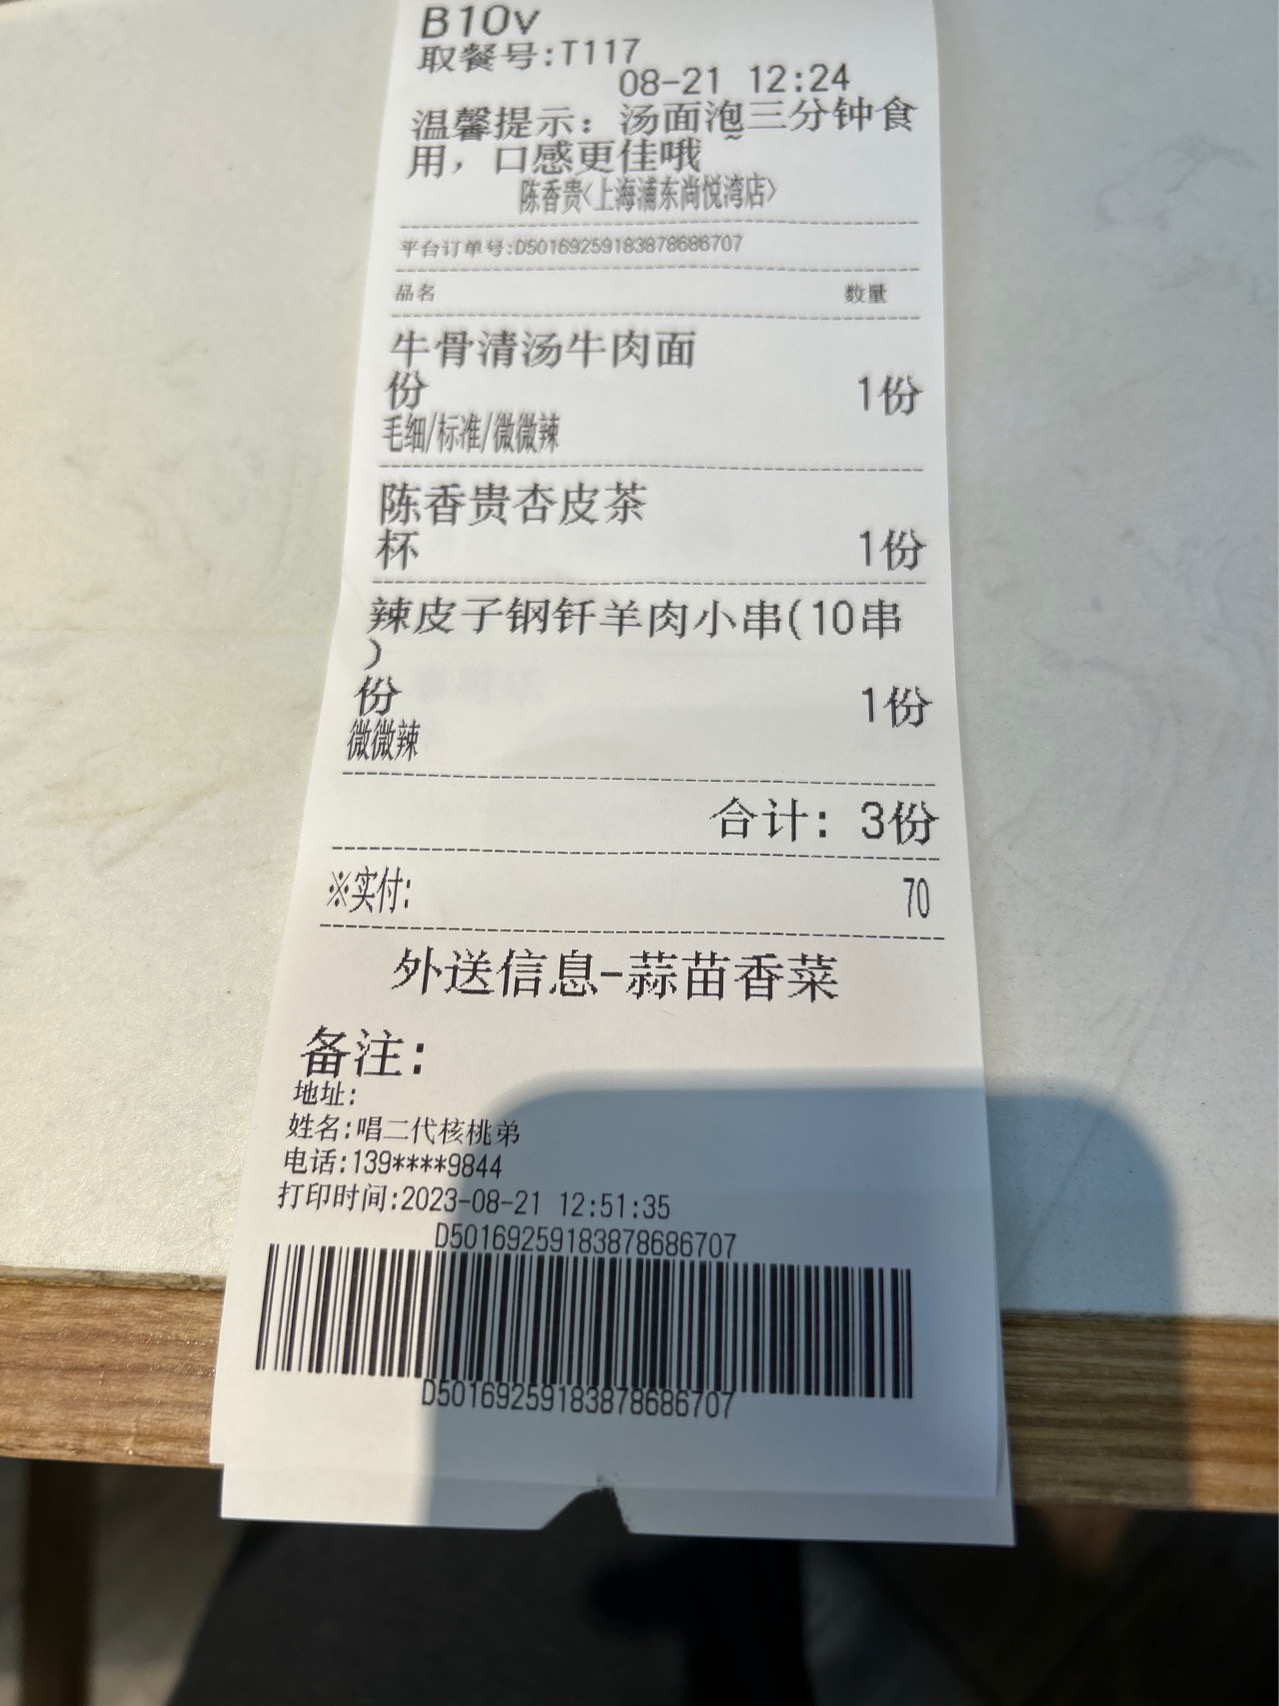 B10v
取餐号:T117
08-21 12:24
温馨提示：汤面泡三分钟食
用，口感更佳哦~
陈香贵<上海浦东尚悦湾店>
平台订单号:D50169259183878686707
品名 数量
牛骨清汤牛肉面
份 1份
毛细/标准/微微辣
陈香贵杏皮茶
杯 1份
辣皮子钢钎羊肉小串(10串
)
份 1份
微微辣
合计: 3份
※实付: 70
外送信息-蒜苗香菜
备注:
地址:
姓名:唱二代核桃弟
电话:139****9844
打印时间:2023-08-21 12:51:35
D50169259183878686707
D50169259183878686707